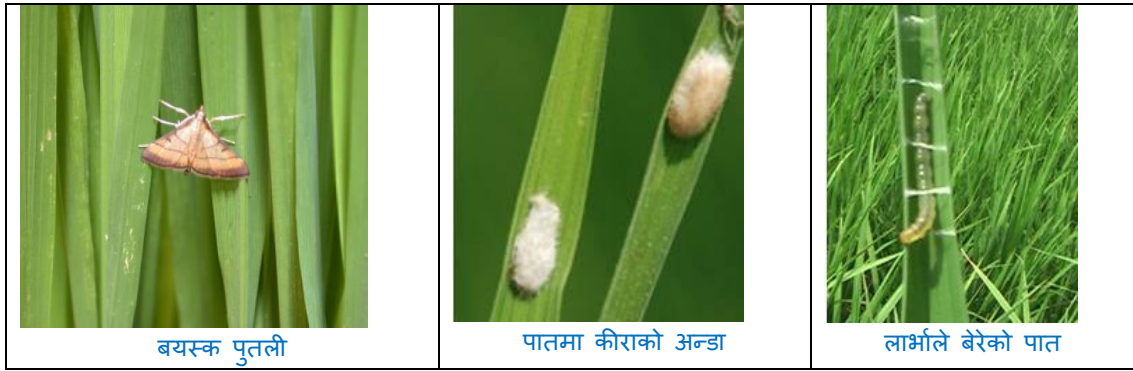 बयस्क पुतली
पातमा कीराको अन्डा
लार्भाले बेरेको पात